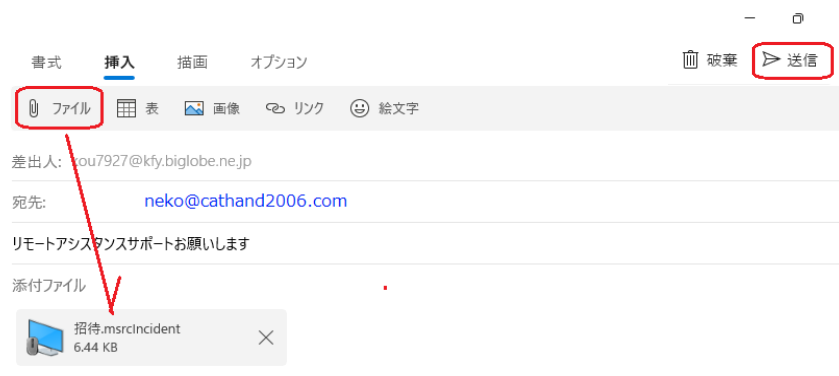 書式 挿入 描画 オプション 破棄 送信
ファイル 表 画像 リンク 絵文字
差出人: kou7927@kfy.biglobe.ne.jp
宛先: neko@cathand2006.com
リモートアシスタンスサポートお願いします
添付ファイル
招待.msrcIncident
6.44 KB